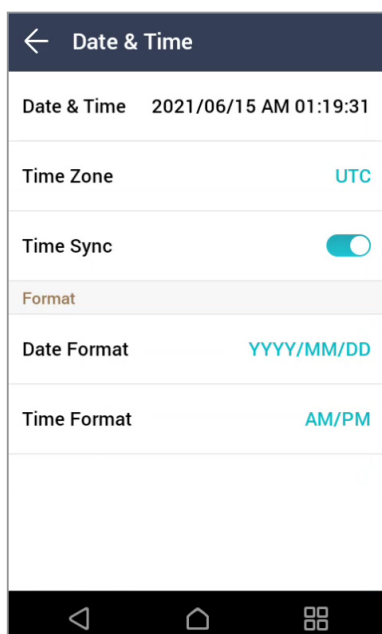 Date & Time
Date & Time 2021/06/15 AM 01:19:31
Time Zone UTC
Time Sync
Format
Date Format YYYY/MM/DD
Time Format AM/PM